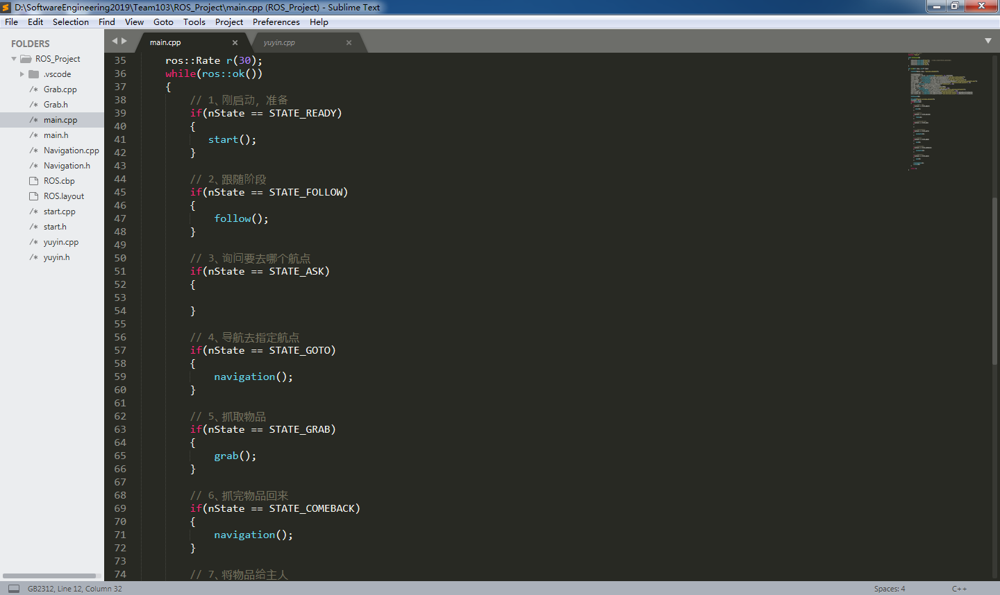 D:\SoftwareEngineering2019\Team103\ROS_Project\main.cpp (ROS_Project) - Sublime Text
File Edit Selection Find View Goto Tools Project Preferences Help
FOLDERS
ROS_Project
.vscode
/* Grab.cpp
/* Grab.h
/* main.cpp
/* main.h
/* Navigation.cpp
/* Navigation.h
ROS.cbp
ROS.layout
/* start.cpp
/* start.h
/* yuyin.cpp
/* yuyin.h
main.cpp × yuyin.cpp ×
35 ros::Rate r(30);
36 while(ros::ok())
37 {
38 // 1、刚启动，准备
39 if(nState == STATE_READY)
40 {
41 start();
42 }
43
44 // 2、跟随阶段
45 if(nState == STATE_FOLLOW)
46 {
47 follow();
48 }
49
50 // 3、询问要去哪个航点
51 if(nState == STATE_ASK)
52 {
53
54 }
55
56 // 4、导航去指定航点
57 if(nState == STATE_GOTO)
58 {
59 navigation();
60 }
61
62 // 5、抓取物品
63 if(nState == STATE_GRAB)
64 {
65 grab();
66 }
67
68 // 6、抓完物品回来
69 if(nState == STATE_COMEBACK)
70 {
71 navigation();
72 }
73
74 // 7、将物品给主人
GB2312, Line 12, Column 32 Spaces: 4 C++